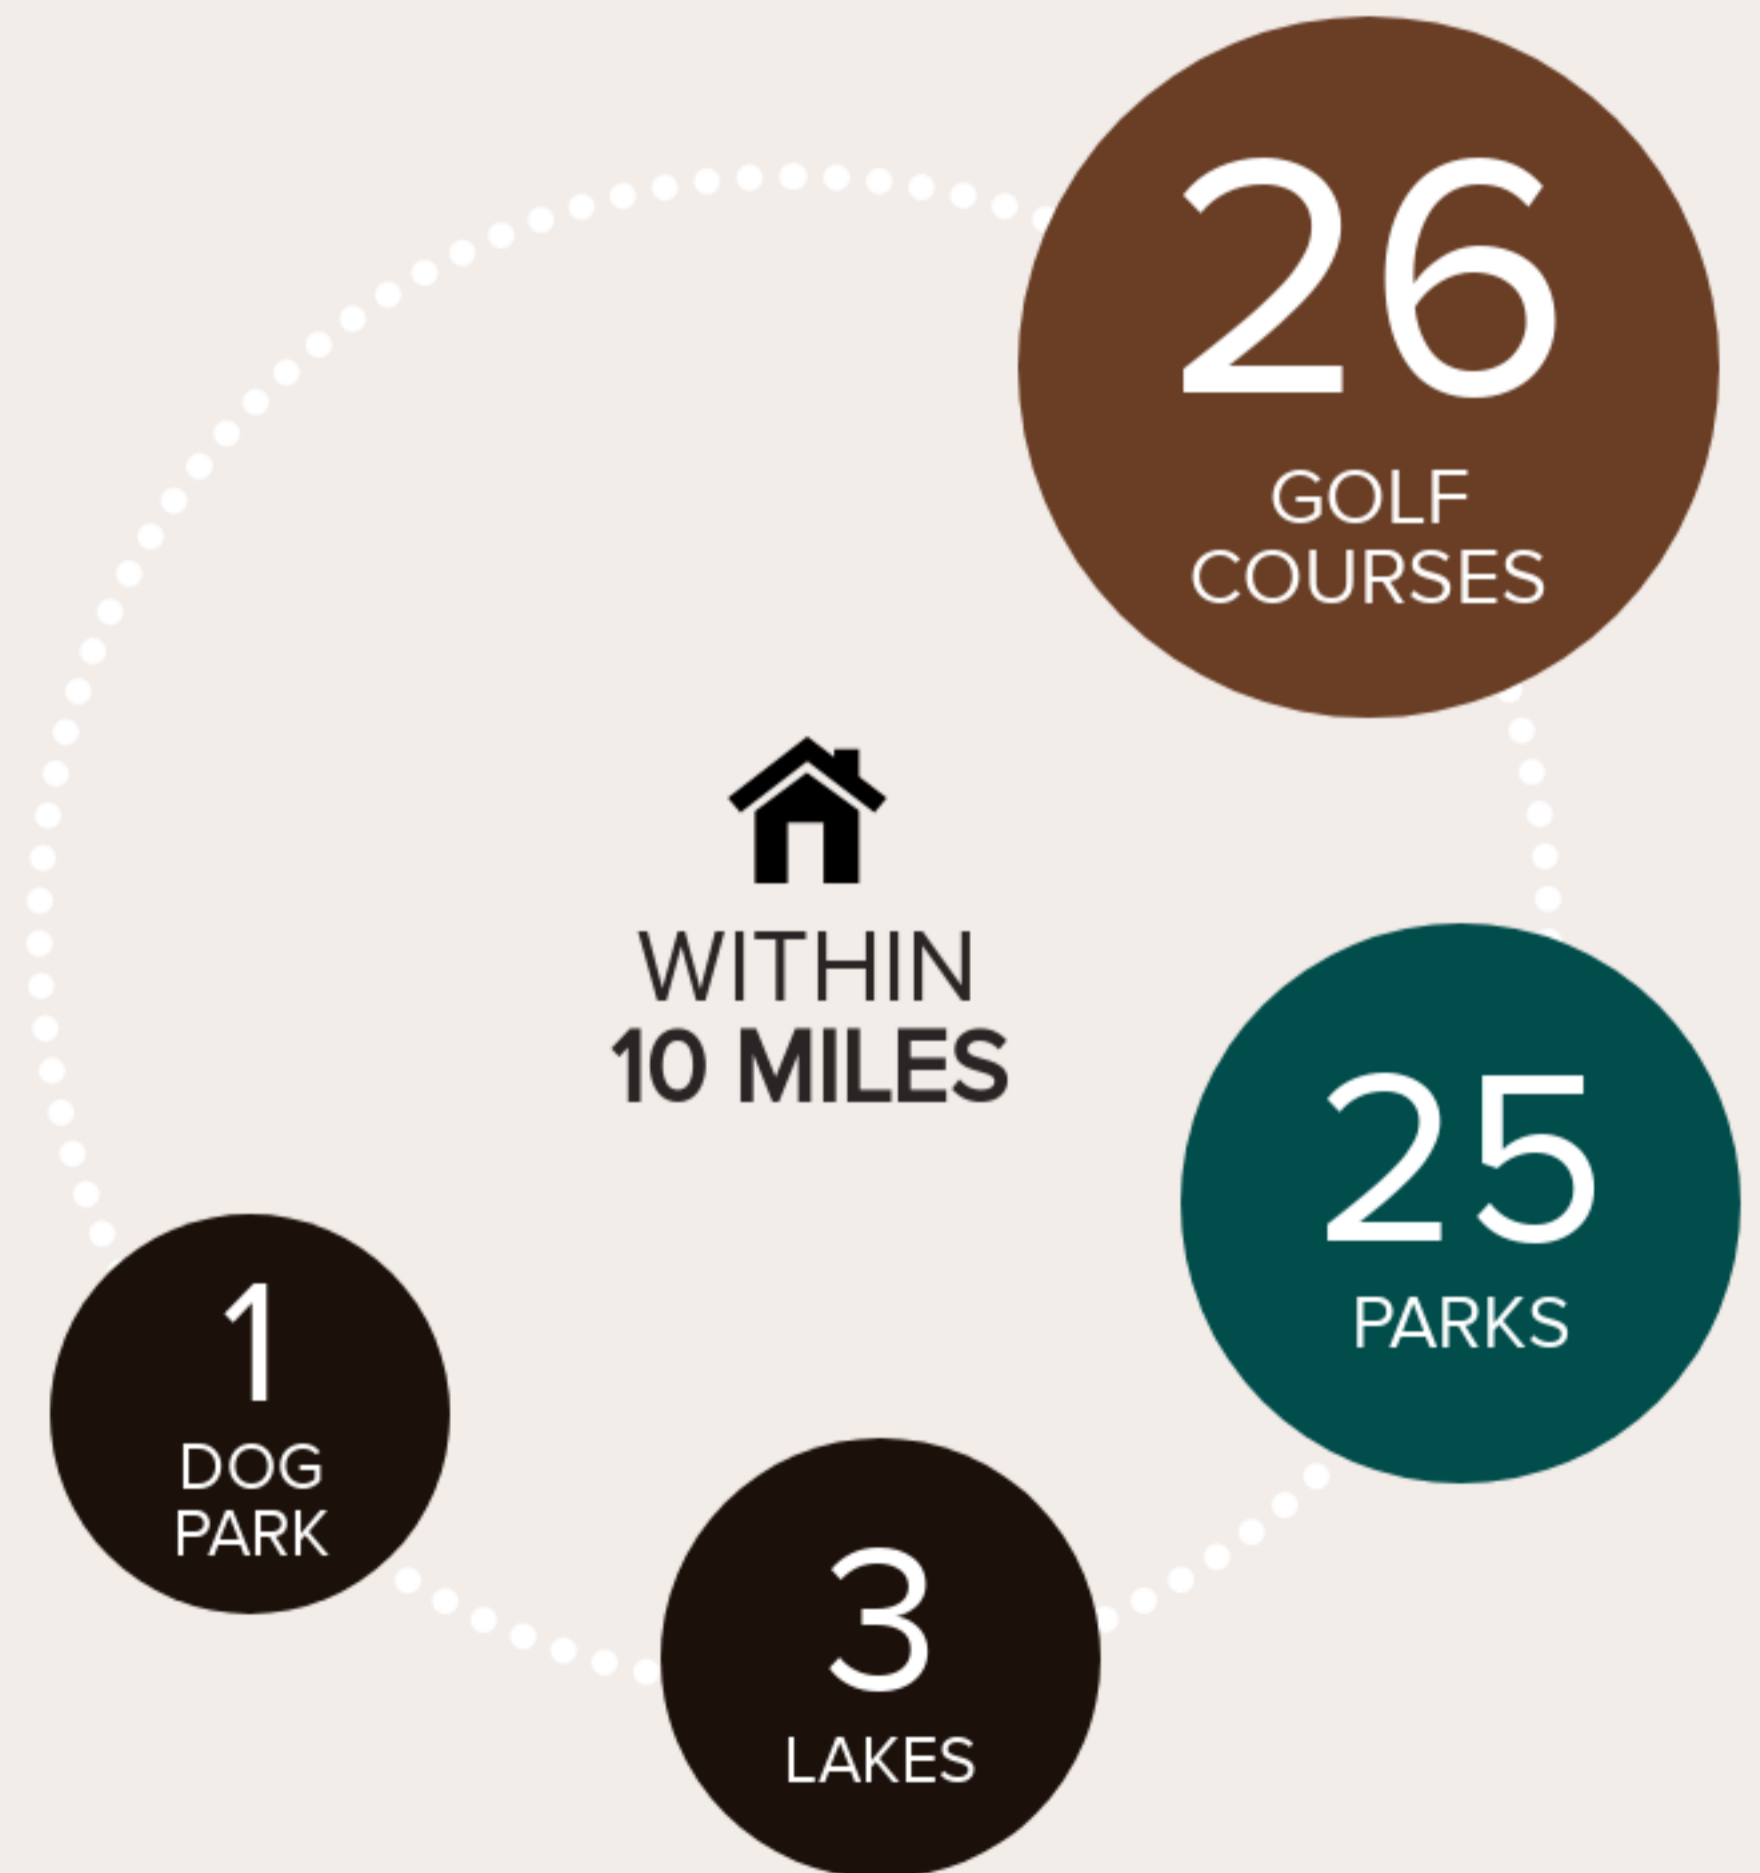 26
GOLF
COURSES
WITHIN
10 MILES
25
PARKS
1
DOG
PARK
3
LAKES